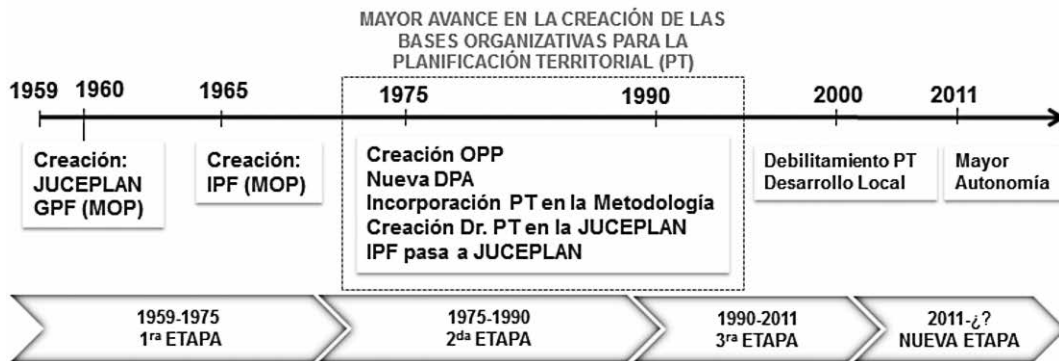 MAYOR AVANCE EN LA CREACIÓN DE LAS
BASES ORGANIZATIVAS PARA LA
PLANIFICACIÓN TERRITORIAL (PT)
1959 1960 1965 1975 1990 2000 2011
Creación:
JUCEPLAN
GPF (MOP)
Creación:
IPF (MOP)
Creación OPP
Nueva DPA
Incorporación PT en la Metodología
Creación Dr. PT en la JUCEPLAN
IPF pasa a JUCEPLAN
Debilitamiento PT
Desarrollo Local
Mayor
Autonomía
1959-1975
1ra ETAPA
1975-1990
2da ETAPA
1990-2011
3ra ETAPA
2011-¿?
NUEVA ETAPA